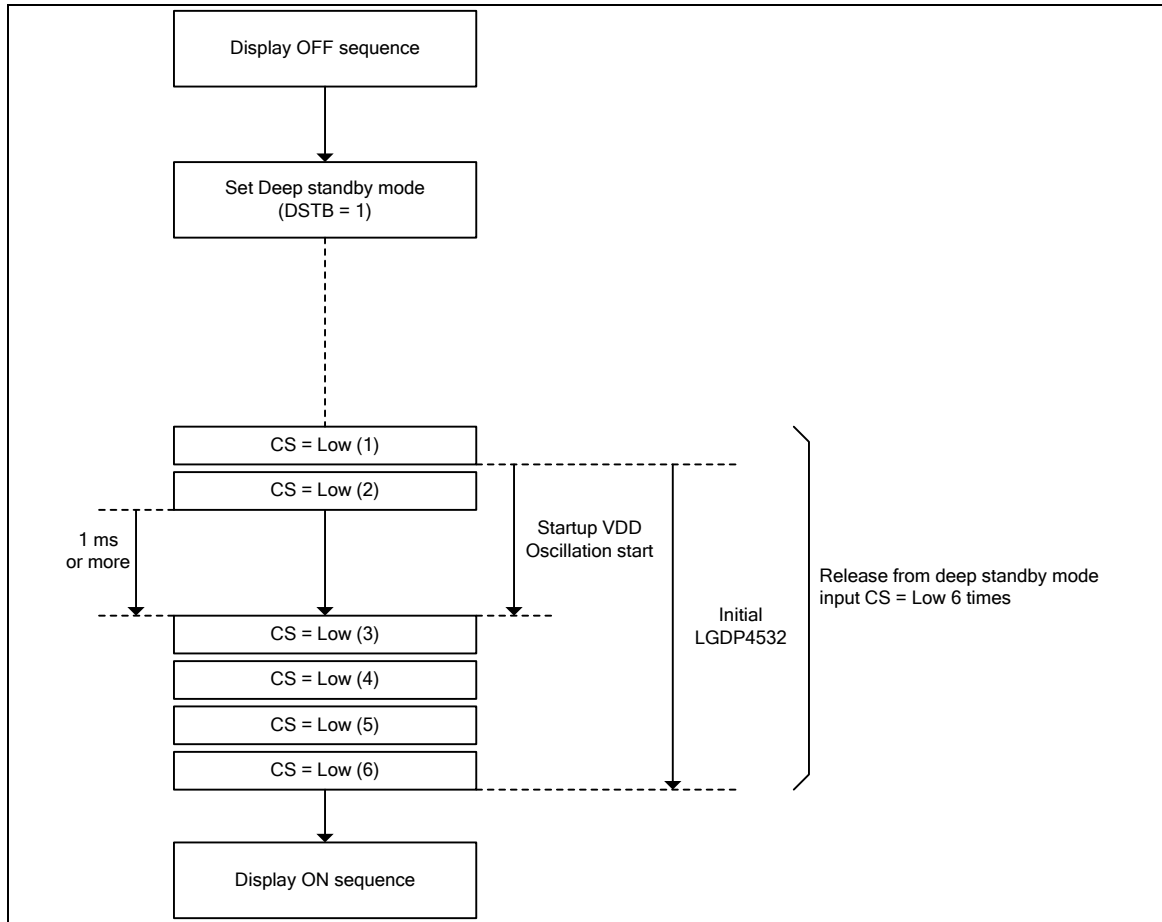 Display OFF sequence
Set Deep standby mode
(DSTB = 1)
CS = Low (1)
CS = Low (2)
1 ms
or more
Startup VDD
Oscillation start
Initial
LGDP4532
Release from deep standby mode
input CS = Low 6 times
CS = Low (3)
CS = Low (4)
CS = Low (5)
CS = Low (6)
Display ON sequence